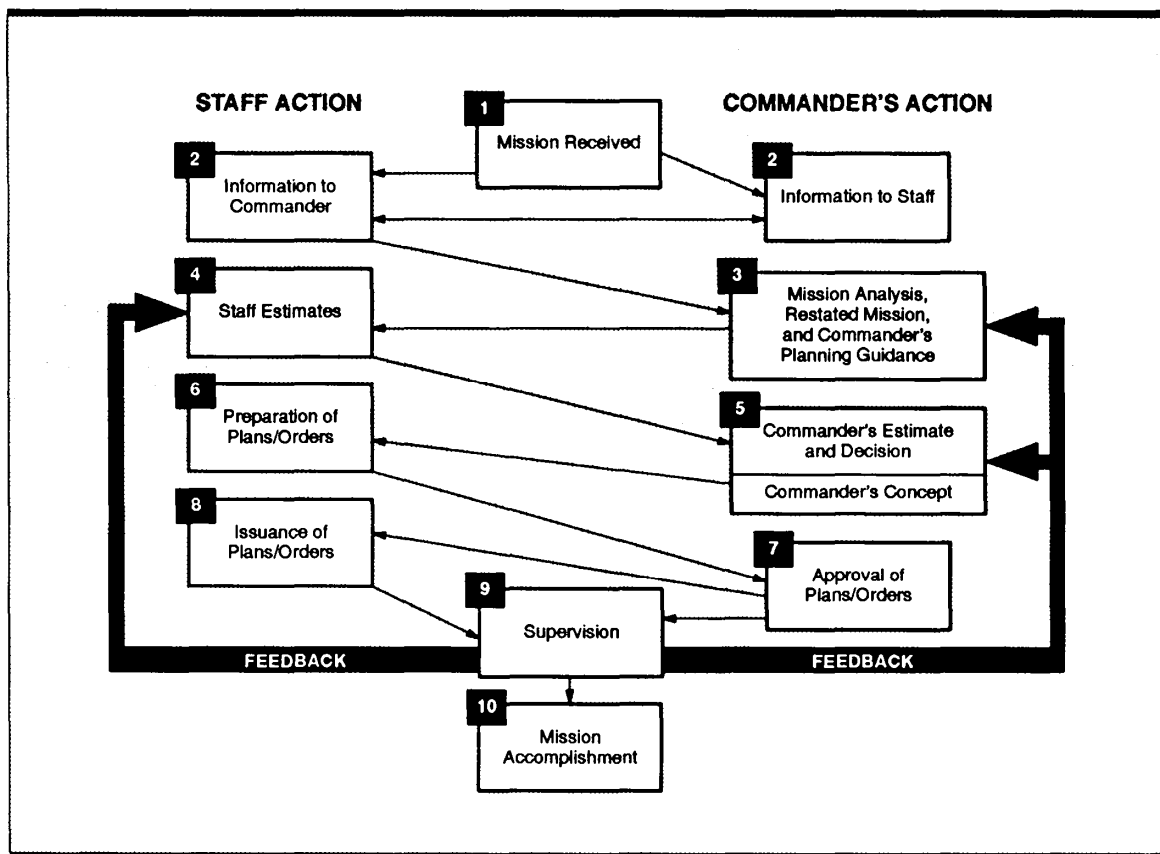 STAFF ACTION
COMMANDER'S ACTION
1
Mission Received
2
Information to
Commander
2
Information to Staff
4
Staff Estimates
3
Mission Analysis,
Restated Mission,
and Commander's
Planning Guidance
6
Preparation of
Plans/Orders
5
Commander's Estimate
and Decision
Commander's Concept
8
Issuance of
Plans/Orders
7
Approval of
Plans/Orders
9
Supervision
FEEDBACK
FEEDBACK
10
Mission
Accomplishment